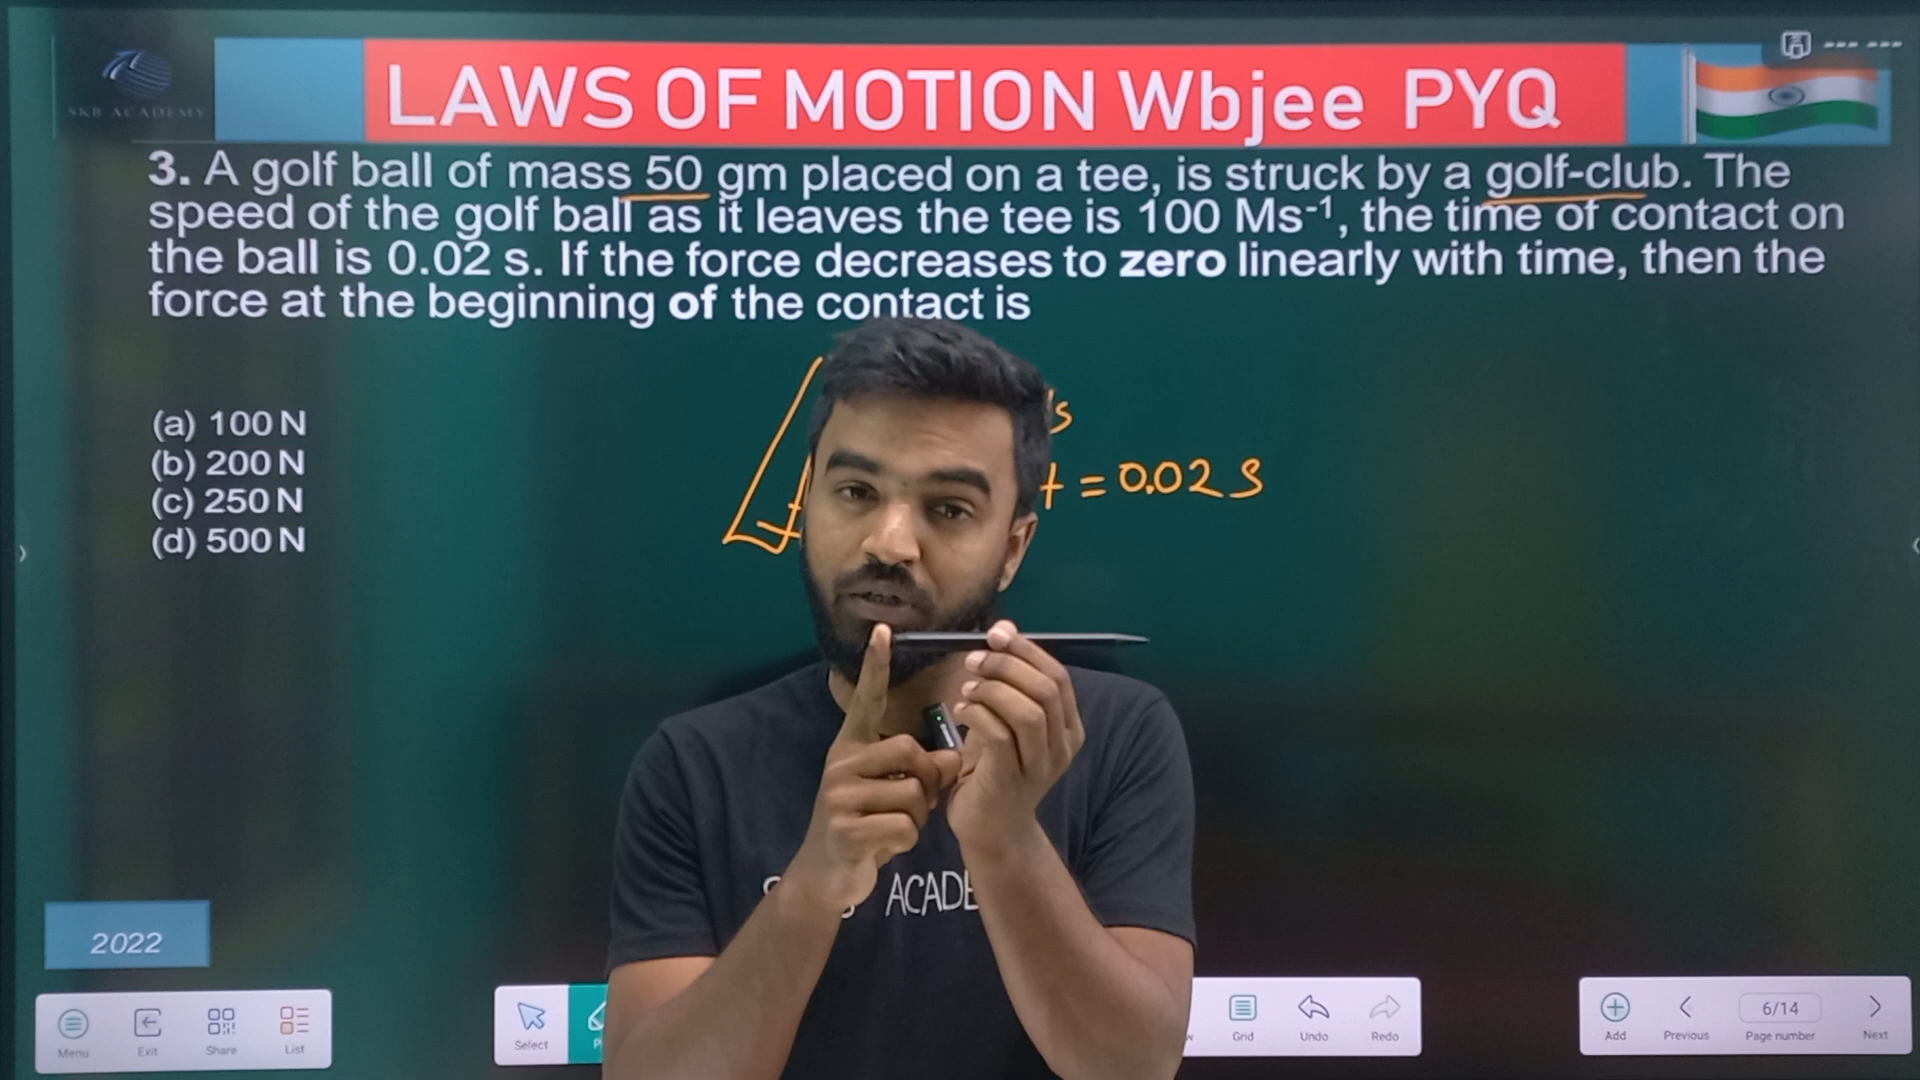 SKB ACADEMY
LAWS OF MOTION Wbjee PYQ
3. A golf ball of mass 50 gm placed on a tee, is struck by a golf-club. The
speed of the golf ball as it leaves the tee is 100 Ms⁻¹, the time of contact on
the ball is 0.02 s. If the force decreases to zero linearly with time, then the
force at the beginning of the contact is
(a) 100 N
(b) 200 N
(c) 250 N
(d) 500 N
t = 0.02 s
ACADE
2022
Menu
Exit
Share
List
Select
Grid
Undo
Redo
Add
Previous
6/14
Page number
Next